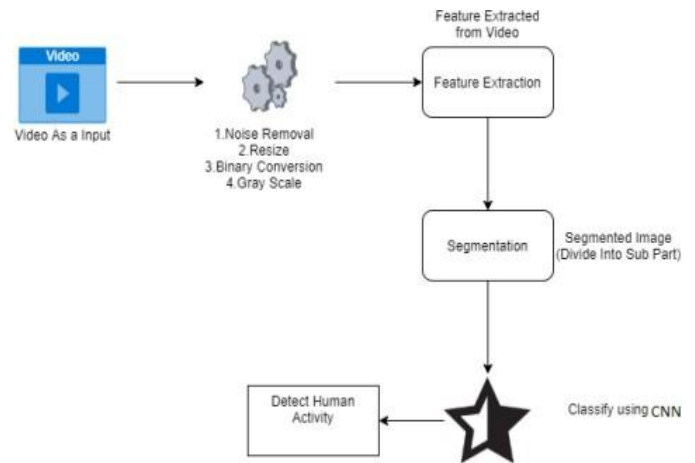 Video
Video As a Input
1.Noise Removal
2.Resize
3.Binary Conversion
4.Gray Scale
Feature Extracted
from Video
Feature Extraction
Segmentation
Segmented Image
(Divide Into Sub Part)
Classify using CNN
Detect Human
Activity